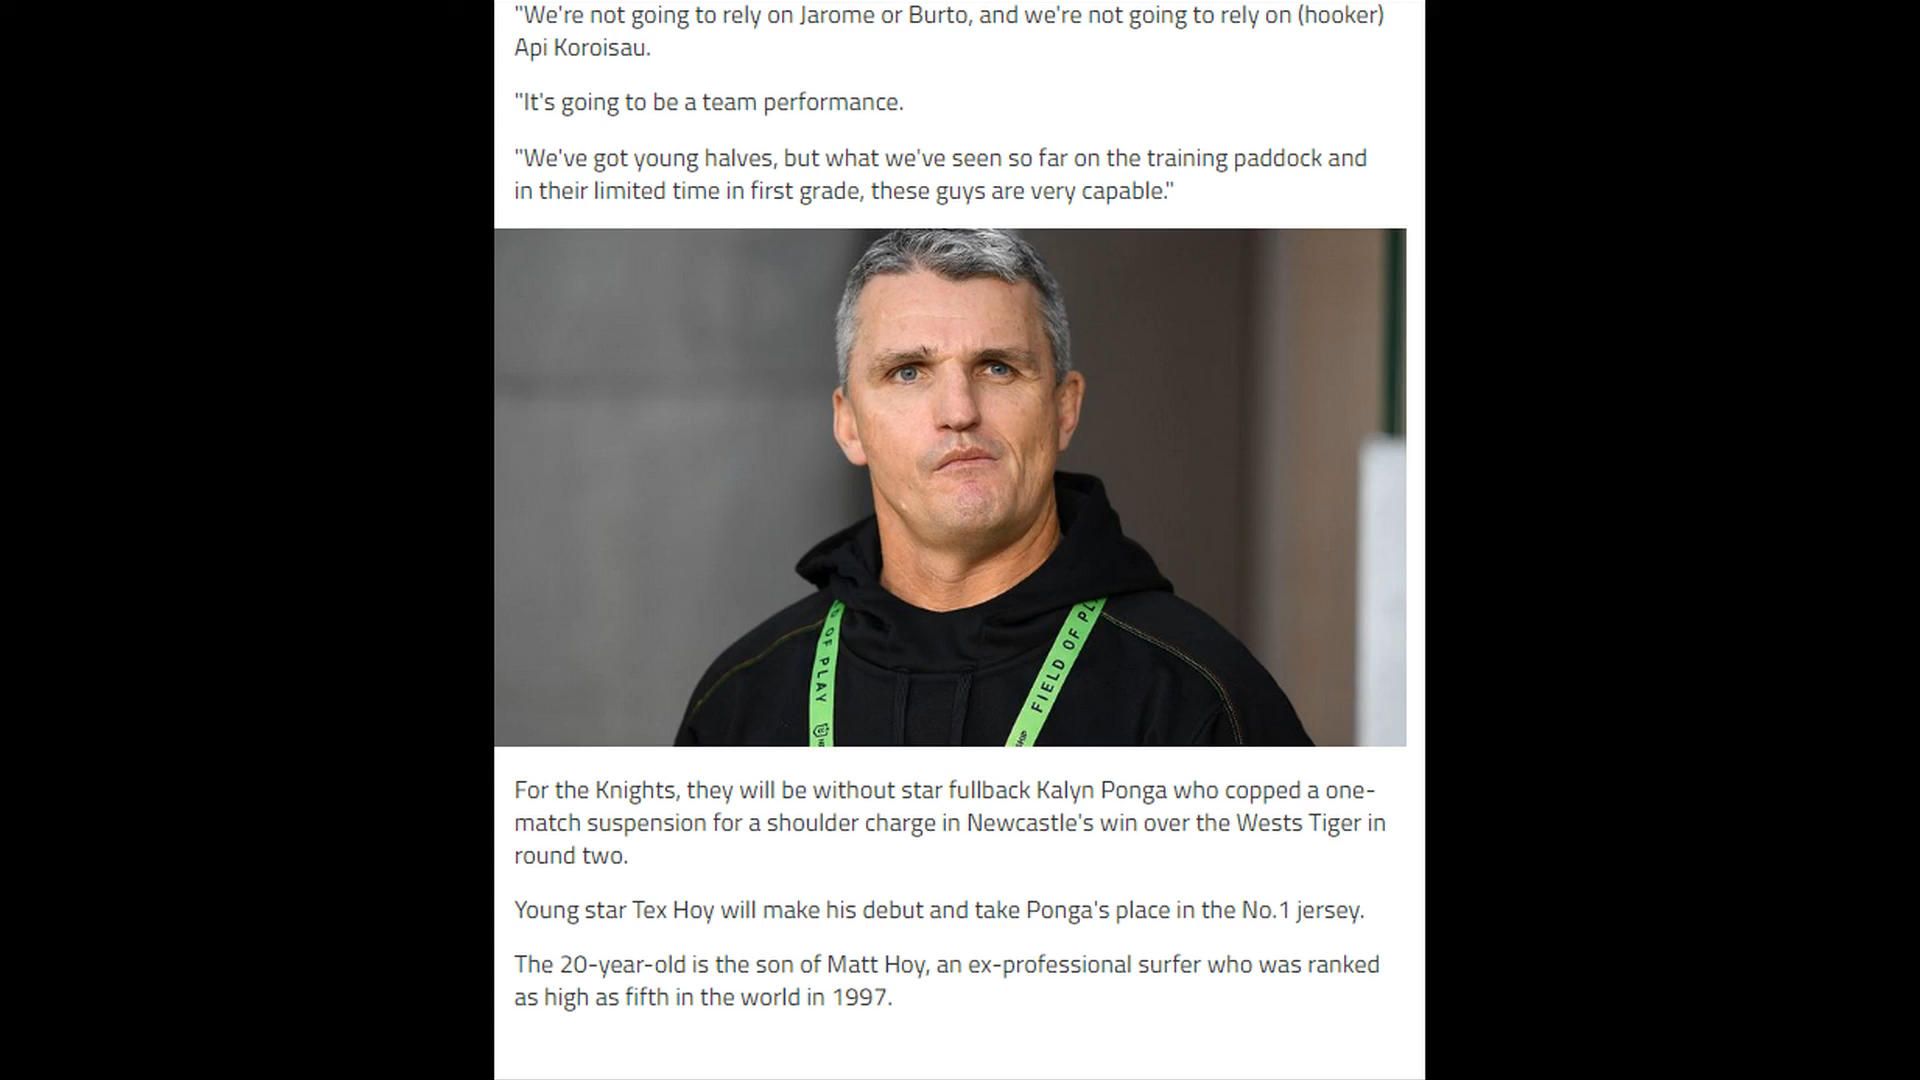 "We're not going to rely on Jarome or Burto, and we're not going to rely on (hooker)
Api Koroisau.
"It's going to be a team performance.
"We've got young halves, but what we've seen so far on the training paddock and
in their limited time in first grade, these guys are very capable."
OF PLAY
FIELD OF PL
For the Knights, they will be without star fullback Kalyn Ponga who copped a one-
match suspension for a shoulder charge in Newcastle's win over the Wests Tiger in
round two.
Young star Tex Hoy will make his debut and take Ponga's place in the No.1 jersey.
The 20-year-old is the son of Matt Hoy, an ex-professional surfer who was ranked
as high as fifth in the world in 1997.